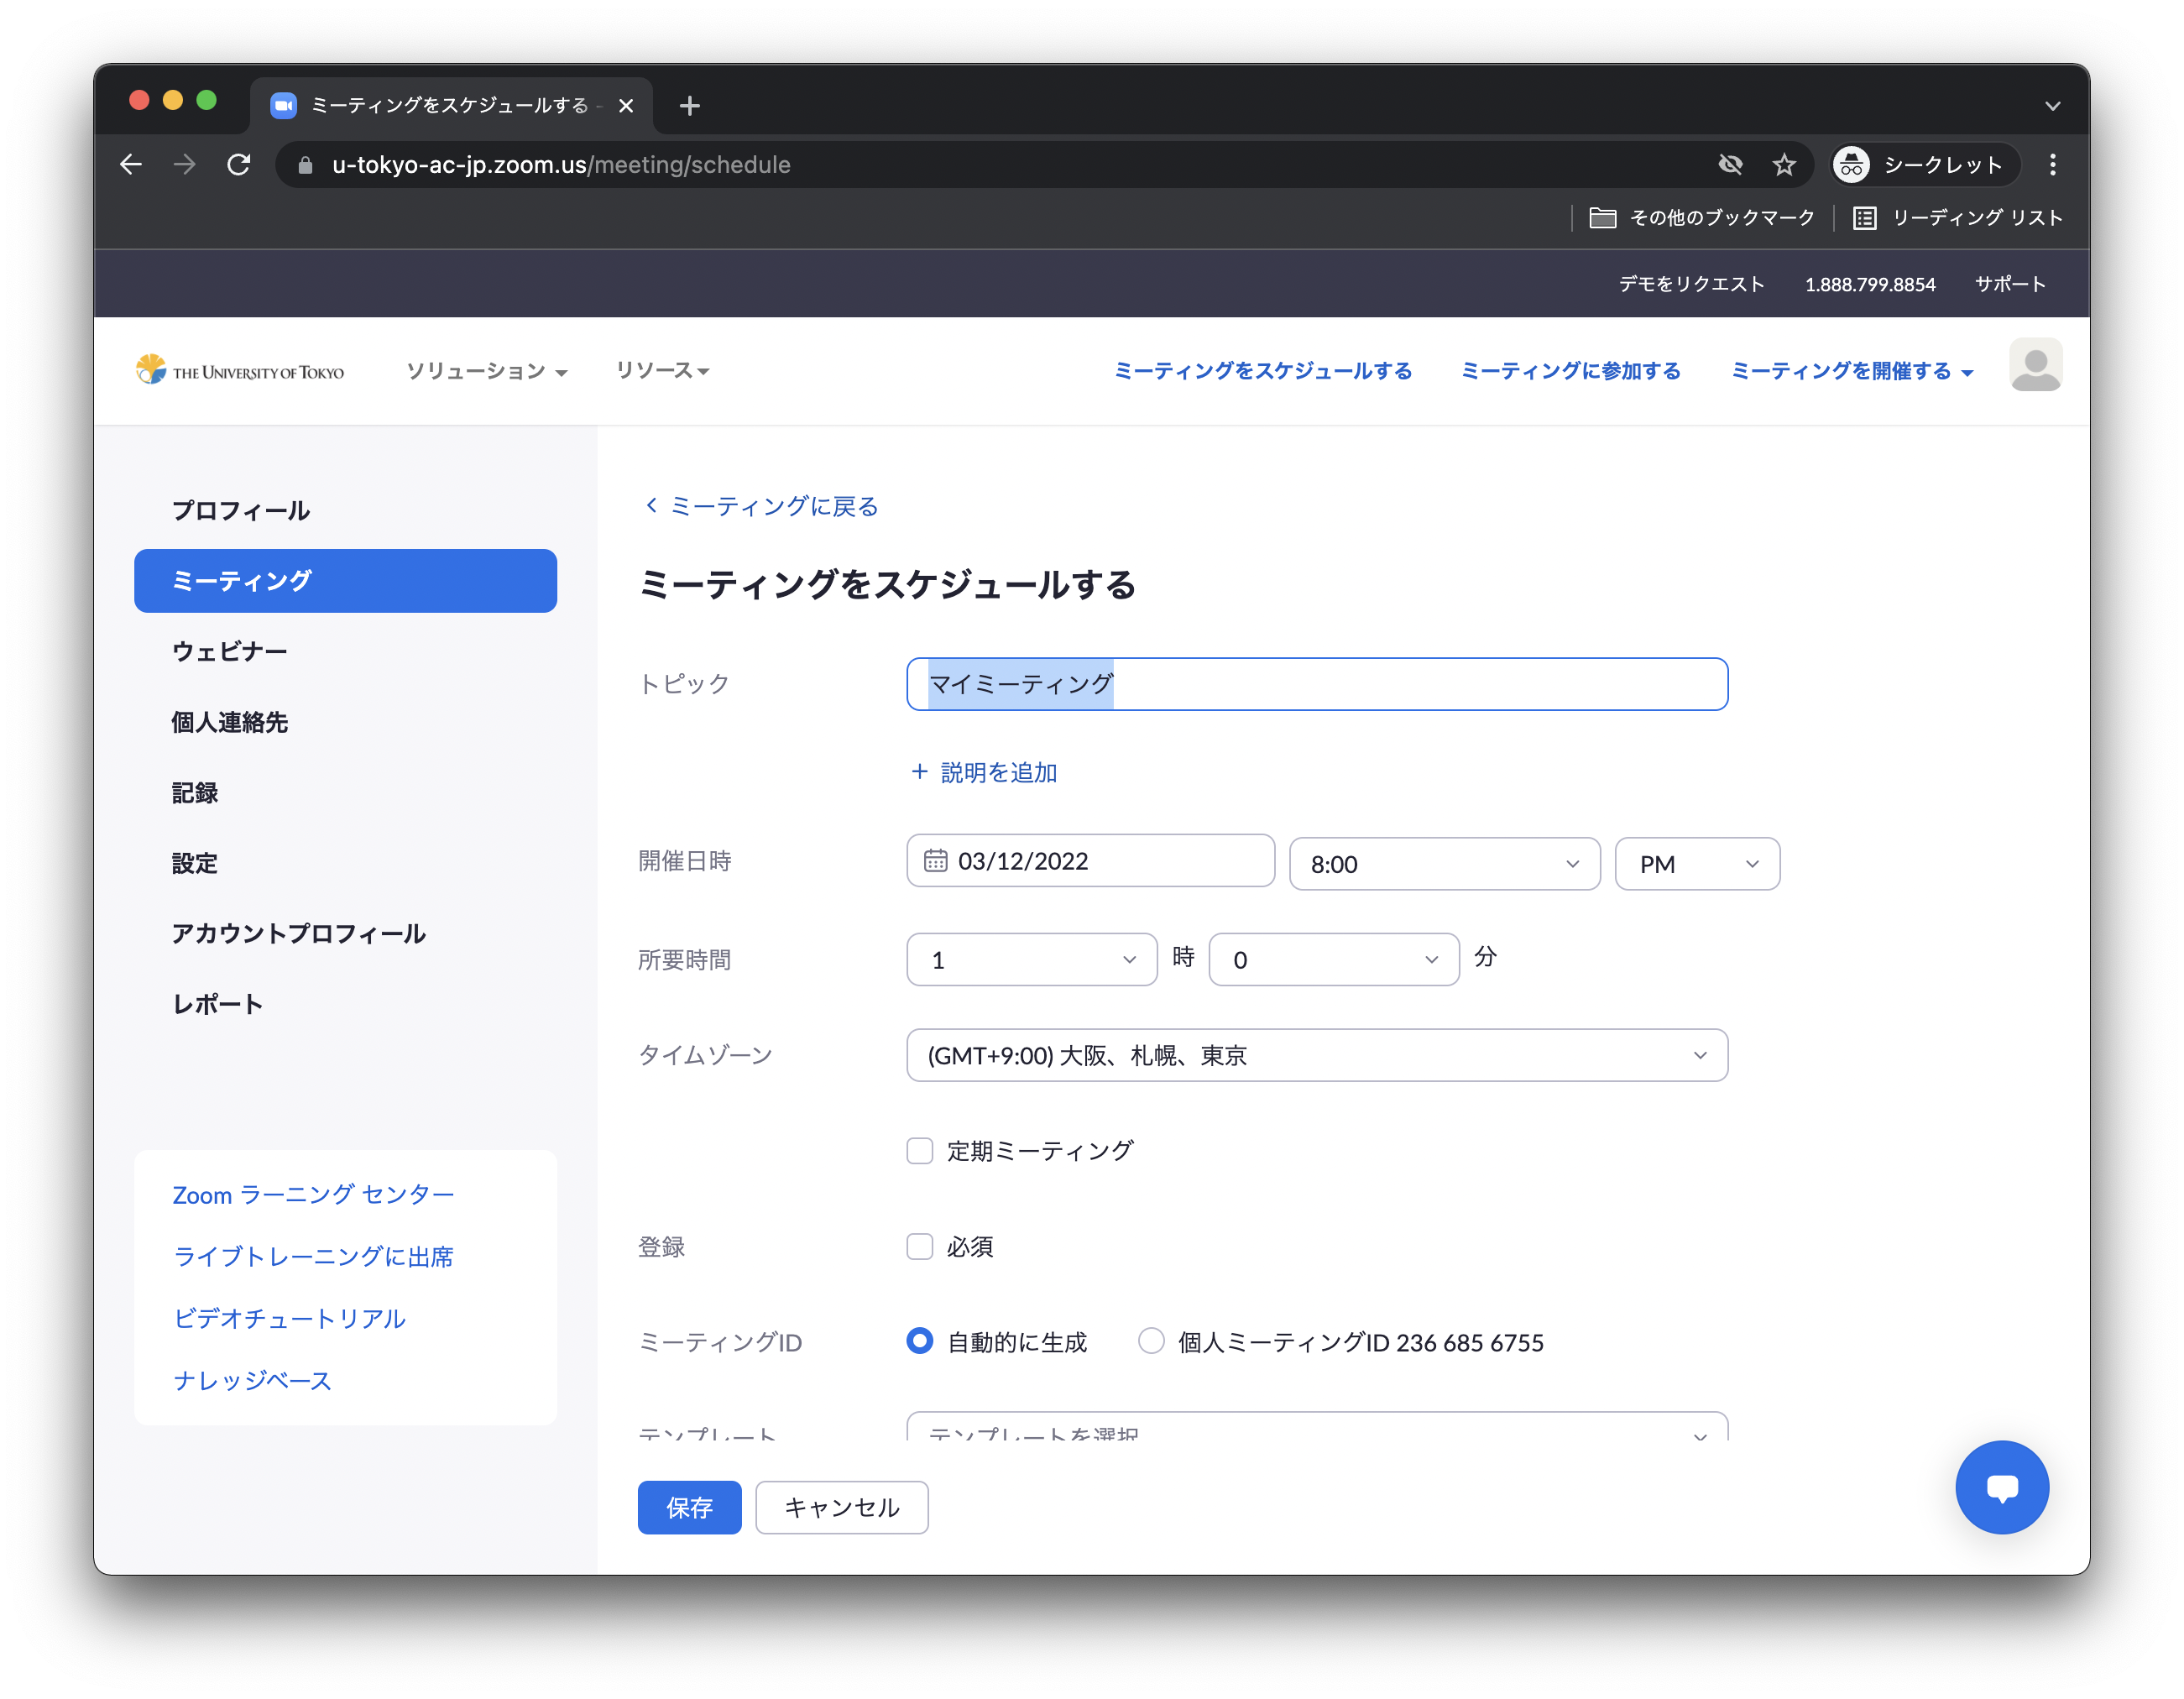 ミーティングをスケジュールする -
u-tokyo-ac-jp.zoom.us/meeting/schedule
シークレット
その他のブックマーク
リーディング リスト
デモをリクエスト 1.888.799.8854 サポート
THE UNIVERSITY OF TOKYO ソリューション リソース ミーティングをスケジュールする ミーティングに参加する ミーティングを開催する
プロフィール
ミーティング
ウェビナー
個人連絡先
記録
設定
アカウントプロフィール
レポート
Zoom ラーニング センター
ライブトレーニングに出席
ビデオチュートリアル
ナレッジベース
ミーティングに戻る
ミーティングをスケジュールする
トピック マイミーティング
+ 説明を追加
開催日時 03/12/2022 8:00 PM
所要時間 1 時 0 分
タイムゾーン (GMT+9:00) 大阪、札幌、東京
定期ミーティング
登録 必須
ミーティングID 自動的に生成 個人ミーティングID 236 685 6755
テンプレート テンプレートを選択
保存 キャンセル